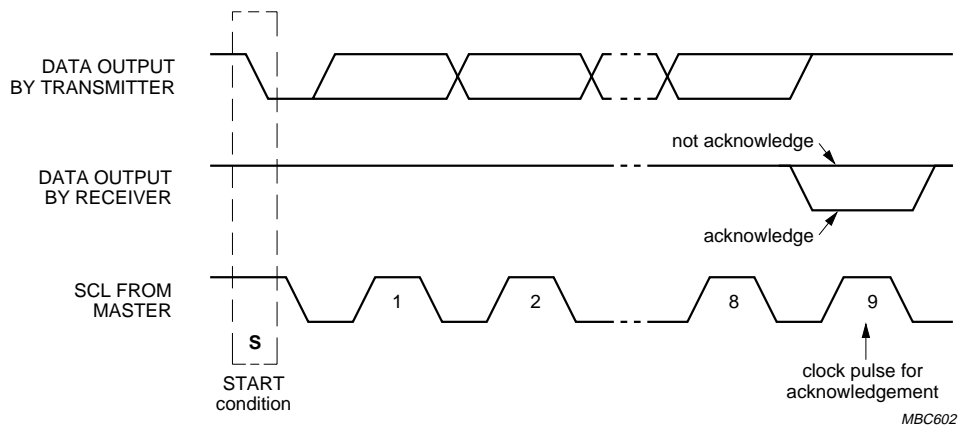 DATA OUTPUT
BY TRANSMITTER
not acknowledge
DATA OUTPUT
BY RECEIVER
acknowledge
SCL FROM
MASTER
1
2
8
9
S
START
condition
clock pulse for
acknowledgement
MBC602